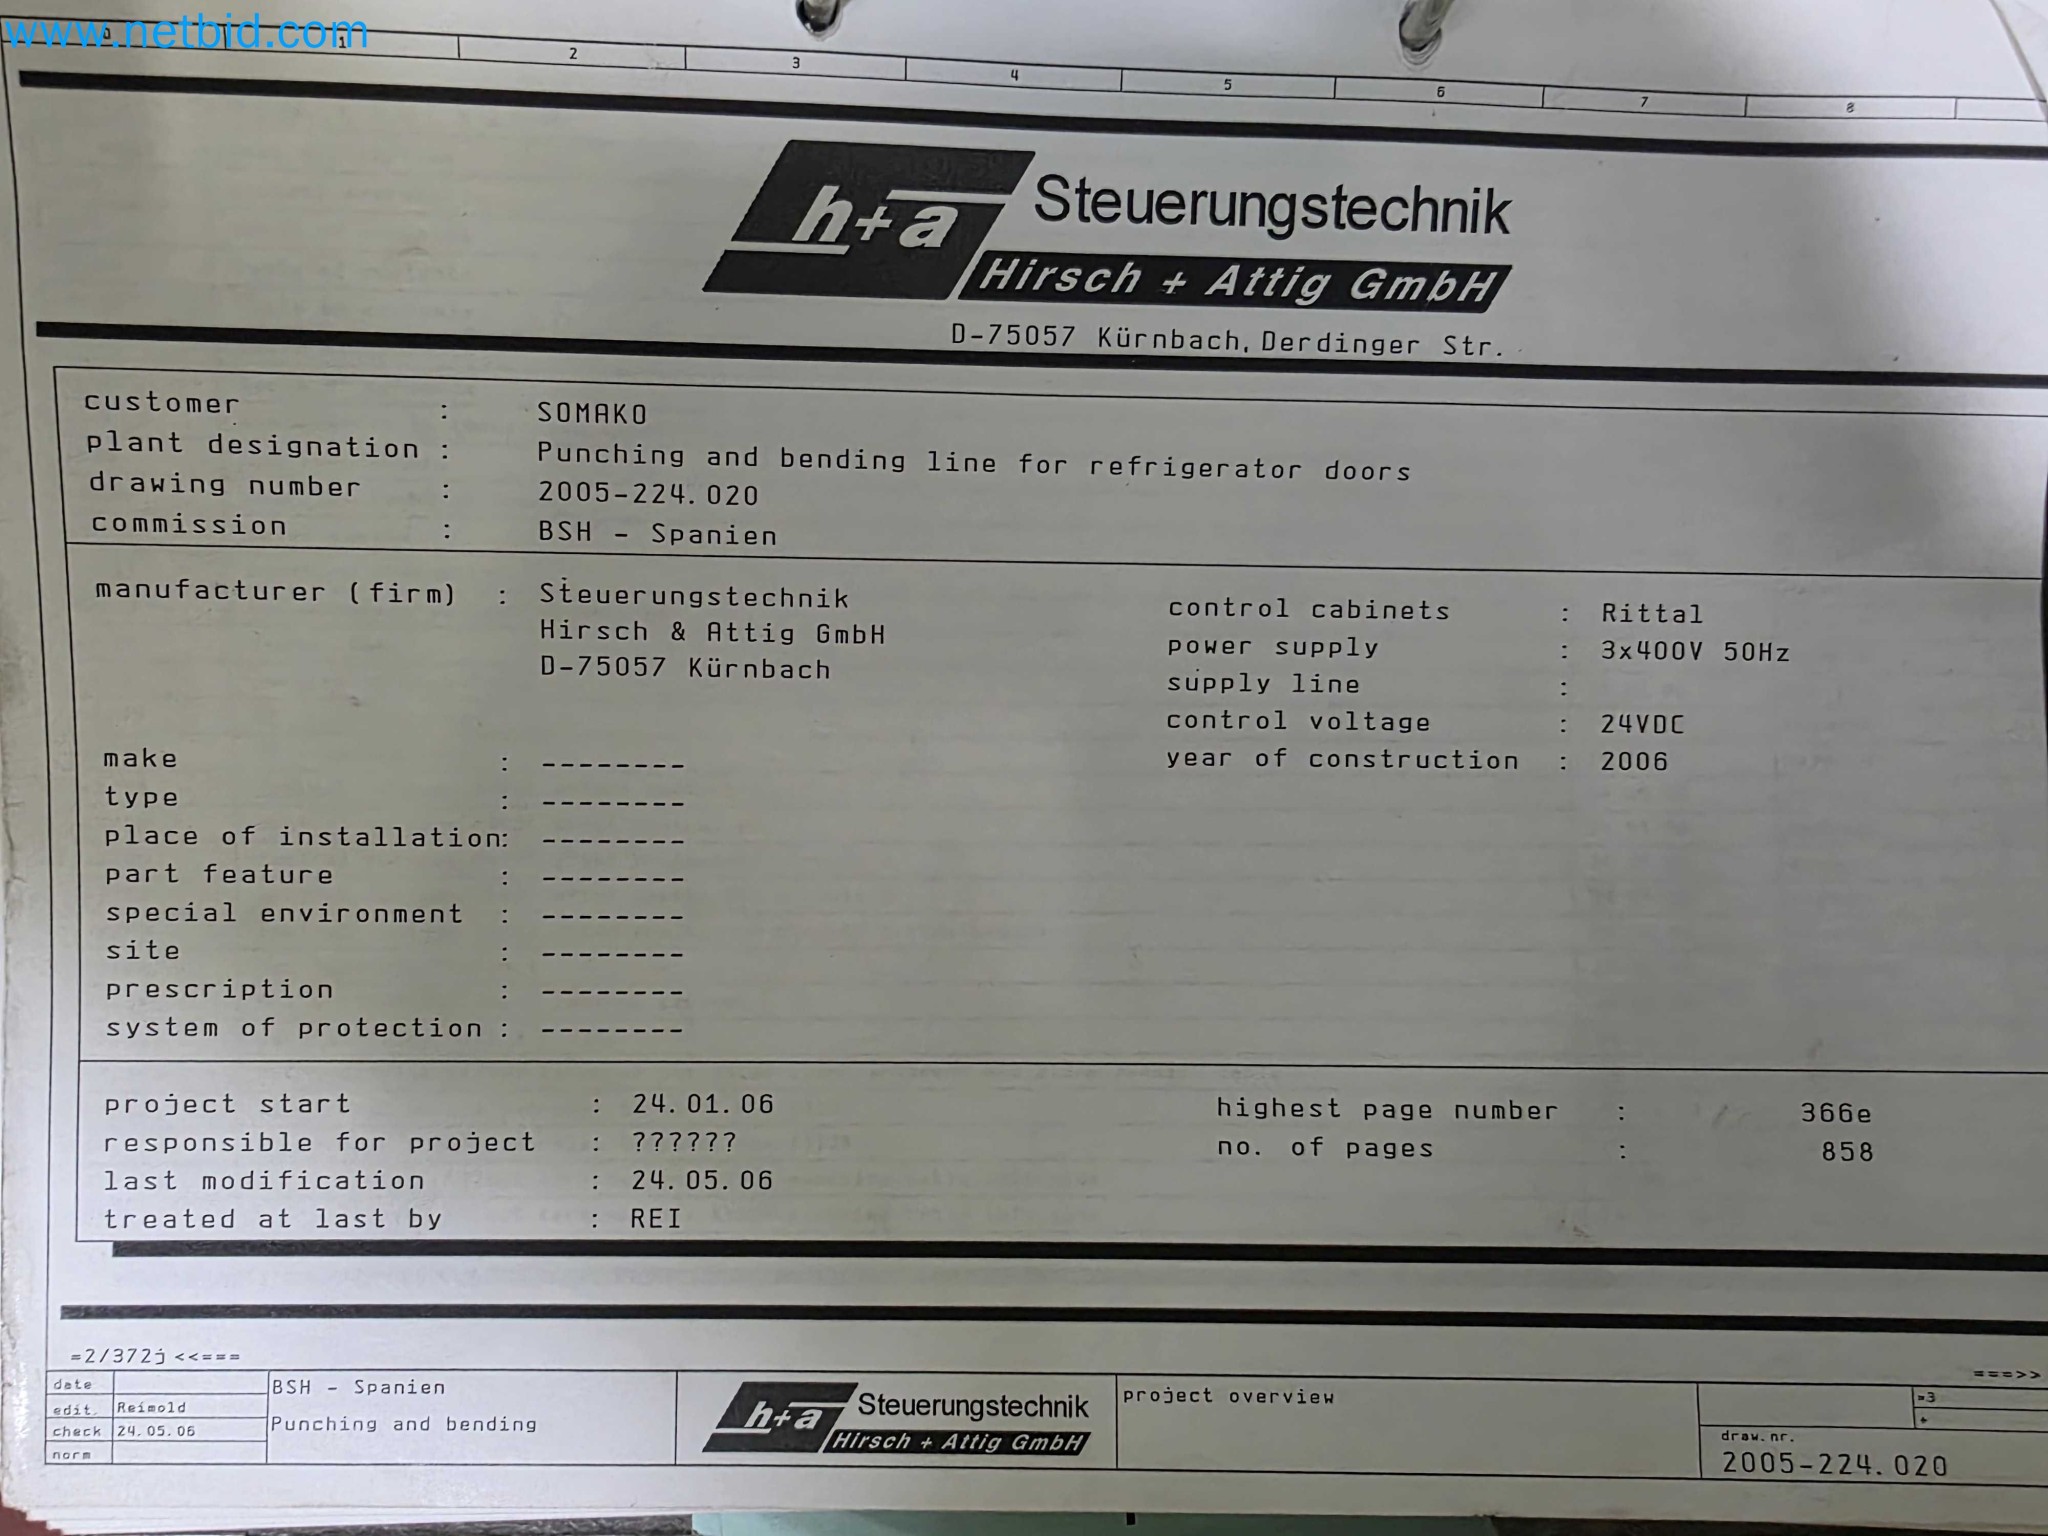 www.netbid.com
1 2 3 4 5 6 7 8
h+a Steuerungstechnik
Hirsch + Attig GmbH
D-75057 Kürnbach, Derdinger Str.
customer : SOMAKO
plant designation : Punching and bending line for refrigerator doors
drawing number : 2005-224.020
commission : BSH - Spanien
manufacturer (firm) : Steuerungstechnik
Hirsch & Attig GmbH
D-75057 Kürnbach
control cabinets : Rittal
power supply : 3x400V 50Hz
supply line :
control voltage : 24VDC
year of construction : 2006
make : --------
type : --------
place of installation: --------
part feature : --------
special environment : --------
site : --------
prescription : --------
system of protection : --------
project start : 24.01.06
responsible for project : ??????
last modification : 24.05.06
treated at last by : REI
highest page number : 366e
no. of pages : 858
=2/372j <<===
===>>
date
edit. Reimold
check 24.05.06
norm
BSH - Spanien
Punching and bending
h+a Steuerungstechnik
Hirsch + Attig GmbH
project overview
=3
+
draw.nr.
2005-224.020